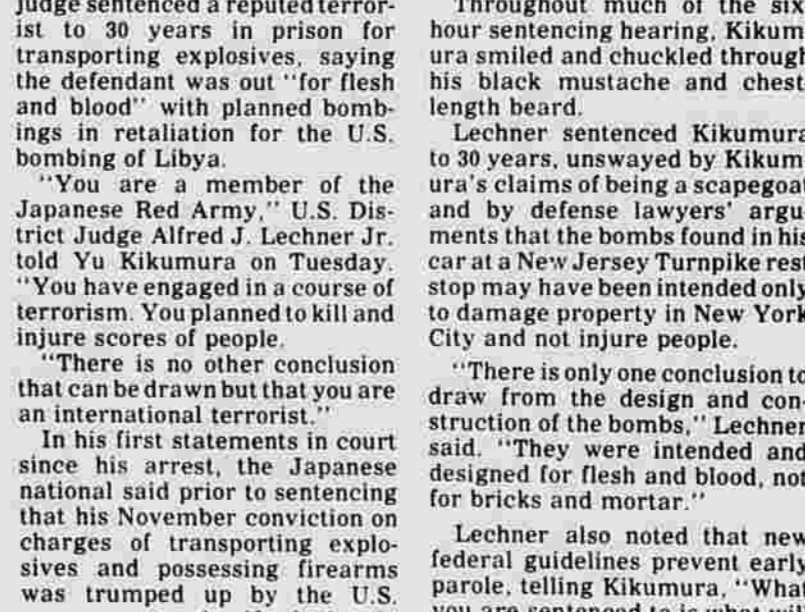 judge sentenced a reputed terror-
ist to 30 years in prison for
transporting explosives, saying
the defendant was out "for flesh
and blood" with planned bomb-
ings in retaliation for the U.S.
bombing of Libya.
"You are a member of the
Japanese Red Army," U.S. Dis-
trict Judge Alfred J. Lechner Jr.
told Yu Kikumura on Tuesday.
"You have engaged in a course of
terrorism. You planned to kill and
injure scores of people.
"There is no other conclusion
that can be drawn but that you are
an international terrorist."
In his first statements in court
since his arrest, the Japanese
national said prior to sentencing
that his November conviction on
charges of transporting explo-
sives and possessing firearms
was trumped up by the U.S.
Throughout much of the six
hour sentencing hearing, Kikum
ura smiled and chuckled through
his black mustache and chest
length beard.
Lechner sentenced Kikumura
to 30 years, unswayed by Kikum
ura's claims of being a scapegoat
and by defense lawyers' argu
ments that the bombs found in his
car at a New Jersey Turnpike rest
stop may have been intended only
to damage property in New York
City and not injure people.
"There is only one conclusion to
draw from the design and con-
struction of the bombs," Lechner
said. "They were intended and
designed for flesh and blood, not
for bricks and mortar."
Lechner also noted that new
federal guidelines prevent early
parole, telling Kikumura, "What
you are sentenced to is what will